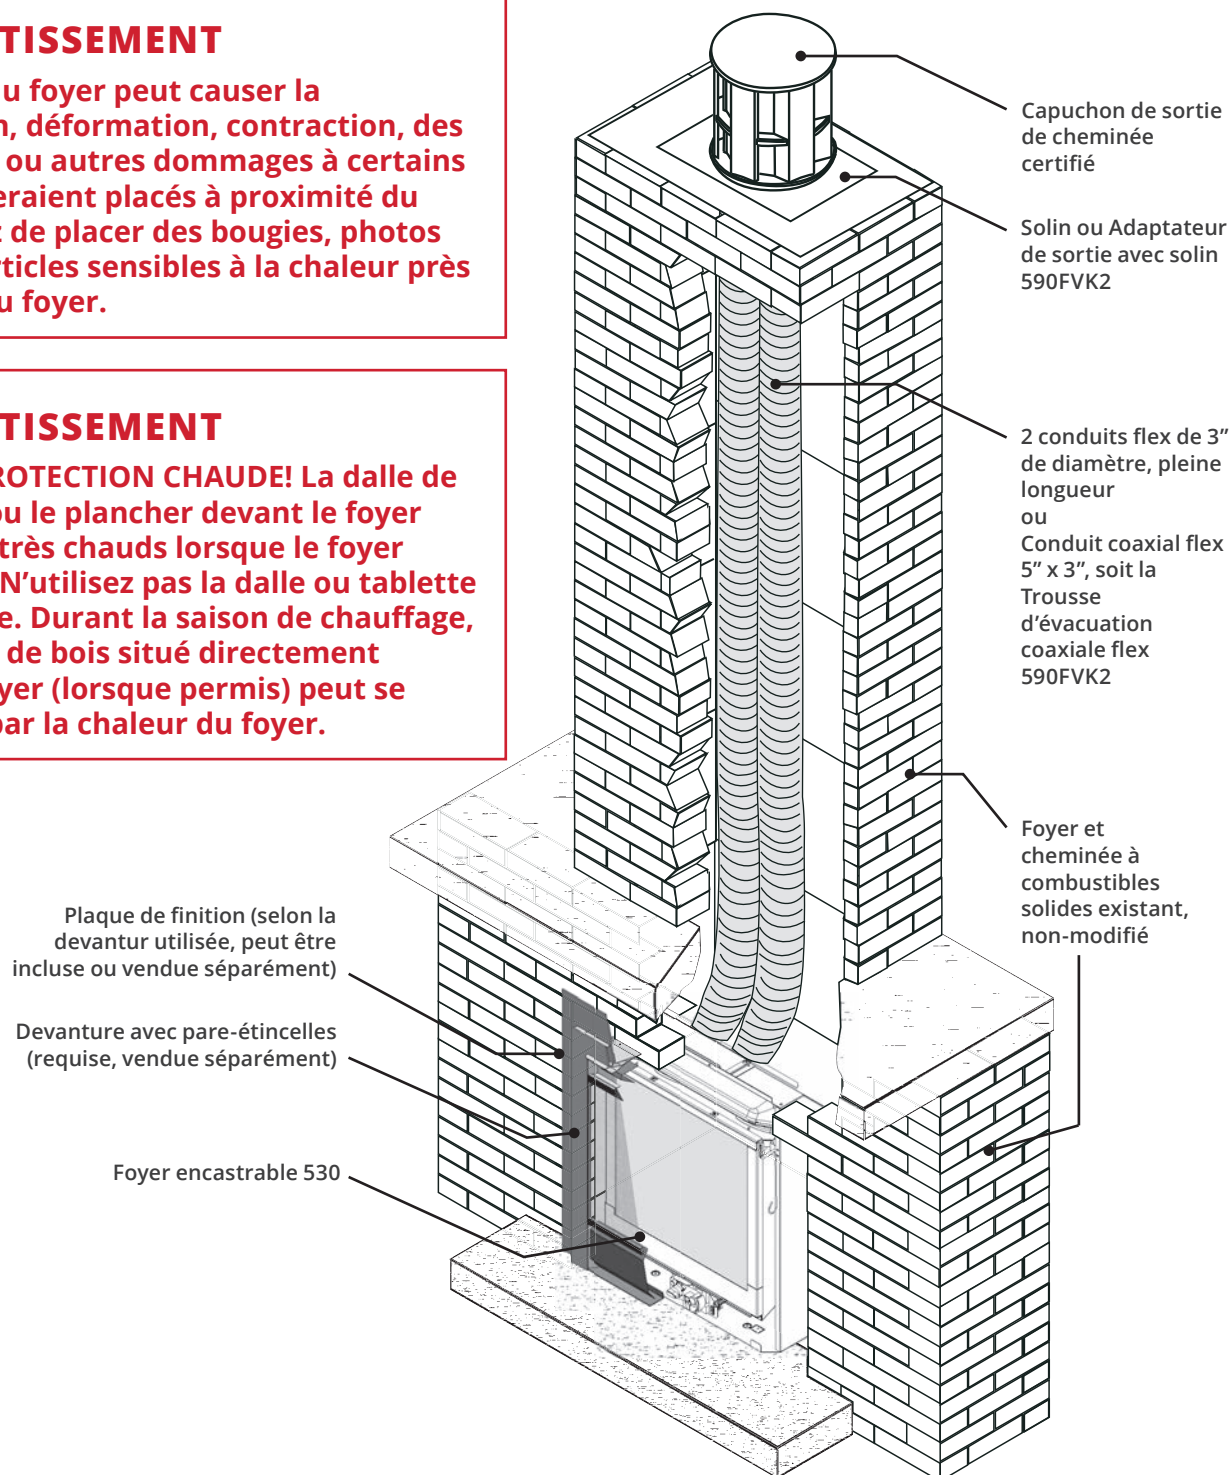 TISSEMENT
u foyer peut causer la
n, déformation, contraction, des
ou autres dommages à certains
eraient placés à proximité du
z de placer des bougies, photos
rticles sensibles à la chaleur près
u foyer.
TISSEMENT
ROTECTION CHAUDE! La dalle de
ou le plancher devant le foyer
très chauds lorsque le foyer
N’utilisez pas la dalle ou tablette
e. Durant la saison de chauffage,
de bois situé directement
yer (lorsque permis) peut se
par la chaleur du foyer.
Capuchon de sortie
de cheminée
certifié
Solin ou Adaptateur
de sortie avec solin
590FVK2
2 conduits flex de 3”
de diamètre, pleine
longueur
ou
Conduit coaxial flex
5” x 3”, soit la
Trousse
d’évacuation
coaxiale flex
590FVK2
Foyer et
cheminée à
combustibles
solides existant,
non-modifié
Plaque de finition (selon la
devantur utilisée, peut être
incluse ou vendue séparément)
Devanture avec pare-étincelles
(requise, vendue séparément)
Foyer encastrable 530